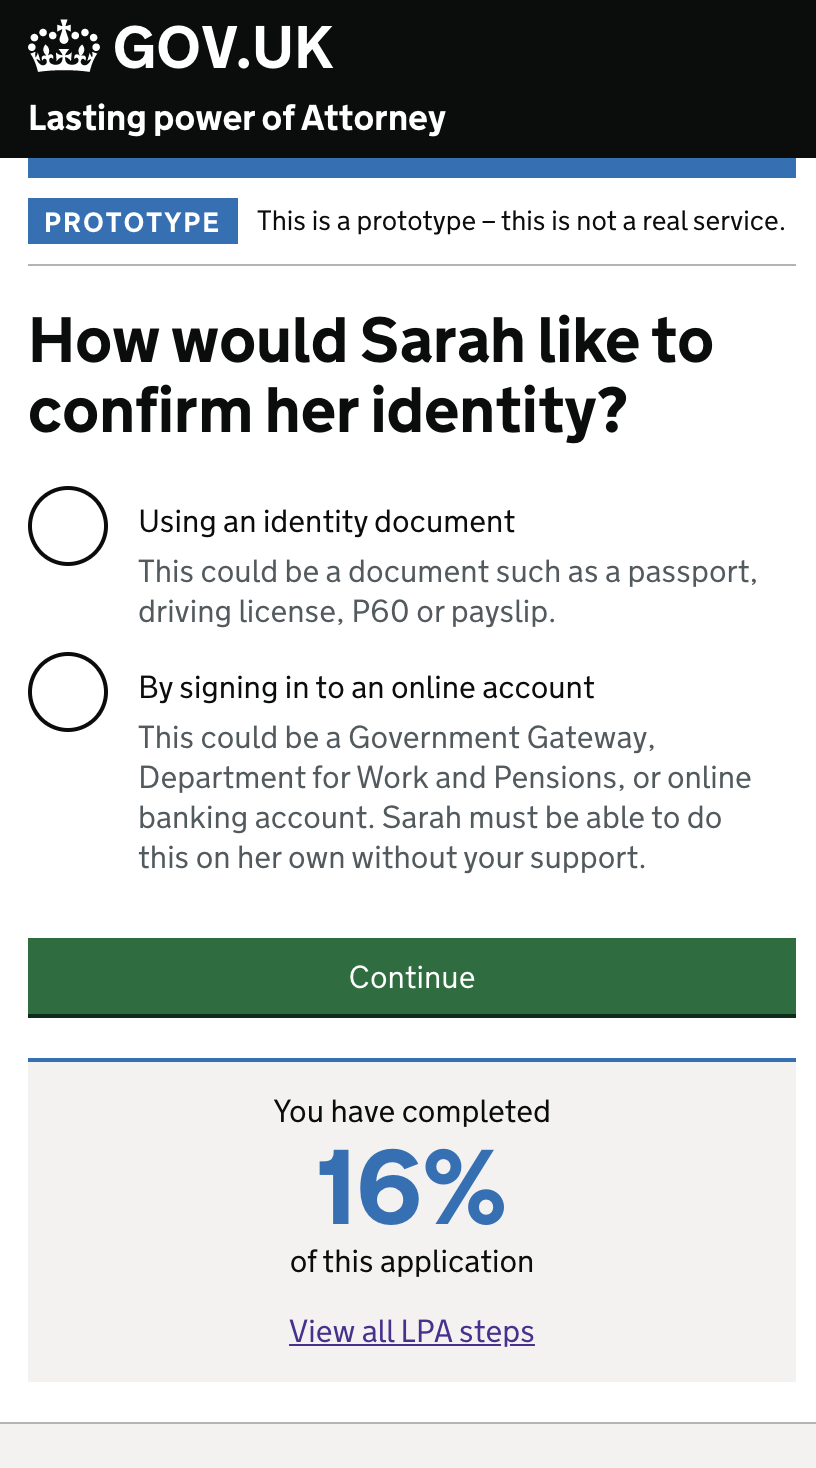 GOV.UK
Lasting power of Attorney
PROTOTYPE This is a prototype – this is not a real service.
How would Sarah like to
confirm her identity?
Using an identity document
This could be a document such as a passport,
driving license, P60 or payslip.
By signing in to an online account
This could be a Government Gateway,
Department for Work and Pensions, or online
banking account. Sarah must be able to do
this on her own without your support.
Continue
You have completed
16%
of this application
View all LPA steps